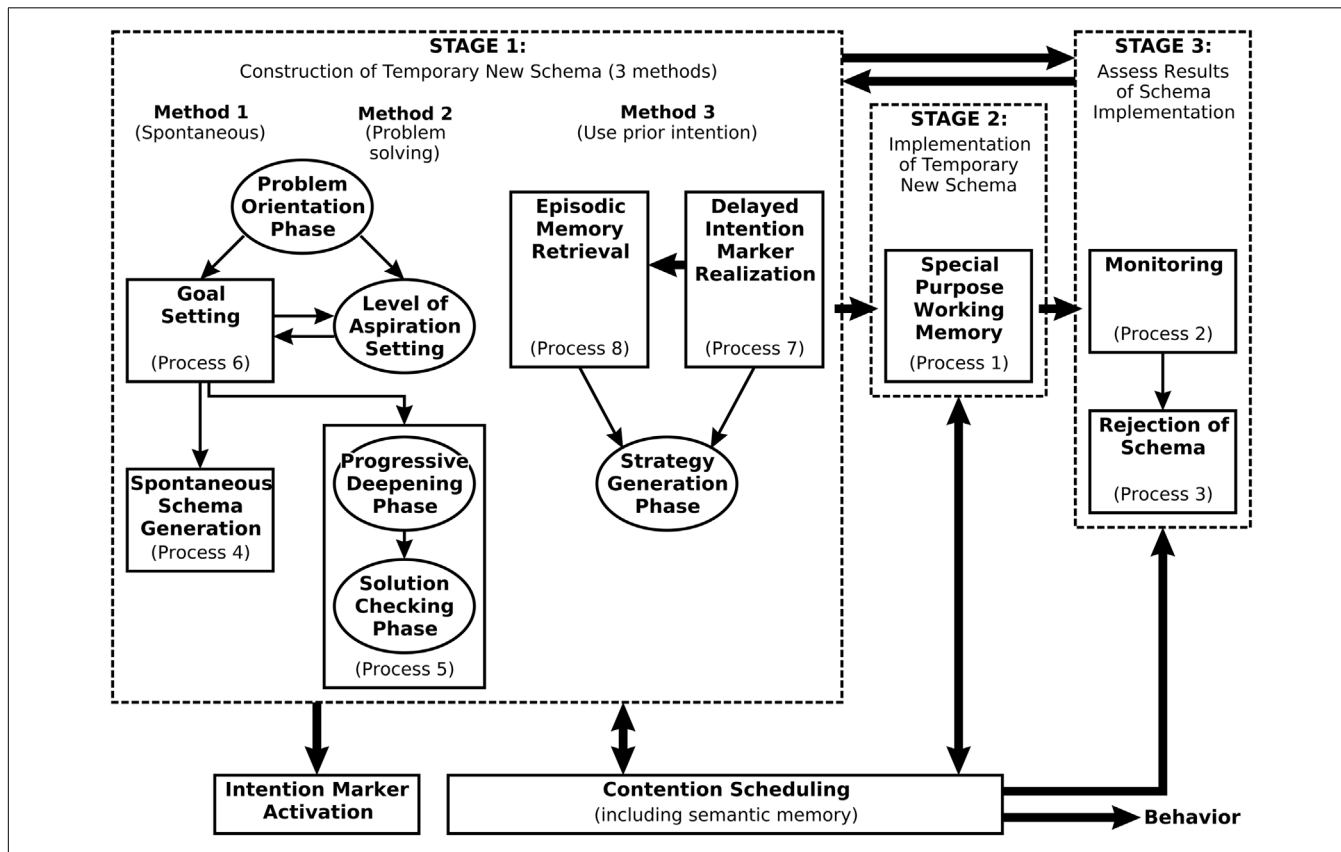 STAGE 1:
Construction of Temporary New Schema (3 methods)
Method 1
(Spontaneous)
Method 2
(Problem
solving)
Method 3
(Use prior intention)
Problem
Orientation
Phase
Goal
Setting
(Process 6)
Level of
Aspiration
Setting
Spontaneous
Schema
Generation
(Process 4)
Progressive
Deepening
Phase
Solution
Checking
Phase
(Process 5)
Episodic
Memory
Retrieval
(Process 8)
Delayed
Intention
Marker
Realization
(Process 7)
Strategy
Generation
Phase
STAGE 2:
Implementation
of Temporary
New Schema
Special
Purpose
Working
Memory
(Process 1)
STAGE 3:
Assess Results
of Schema
Implementation
Monitoring
(Process 2)
Rejection of
Schema
(Process 3)
Intention Marker
Activation
Contention Scheduling
(including semantic memory)
Behavior